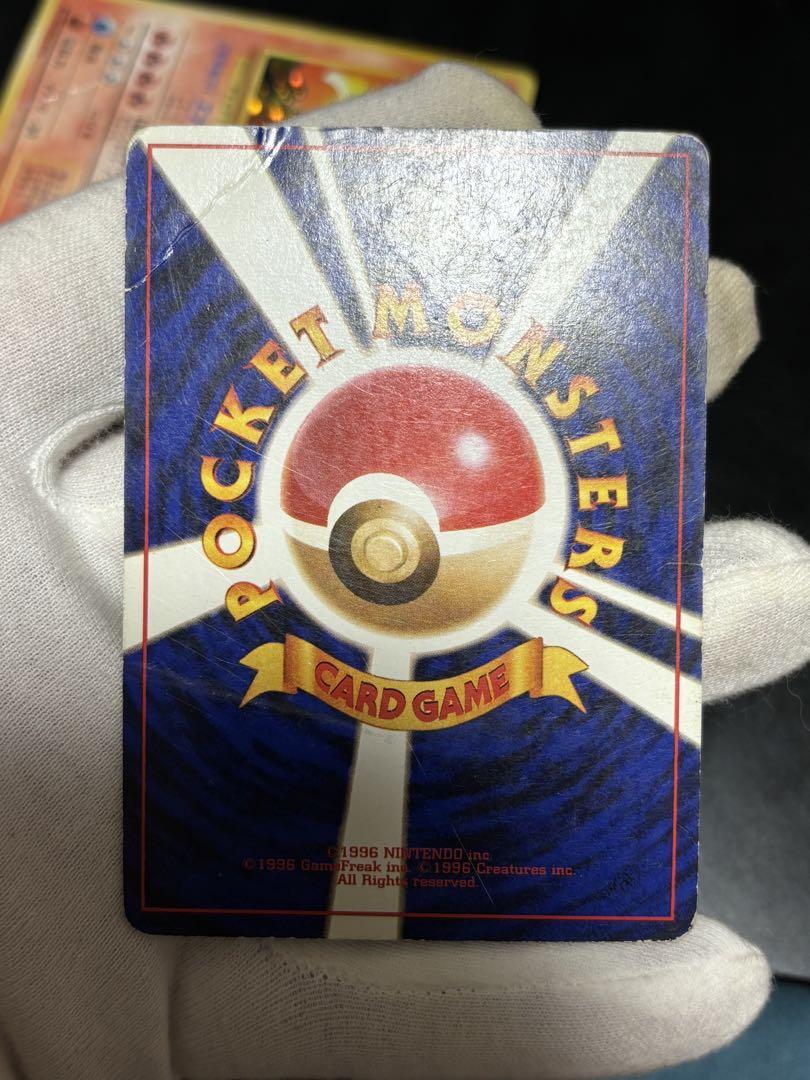 POCKET MONSTERS
CARD GAME
©1996 NINTENDO inc.
©1996 GameFreak inc. ©1996 Creatures inc.
All Rights reserved.